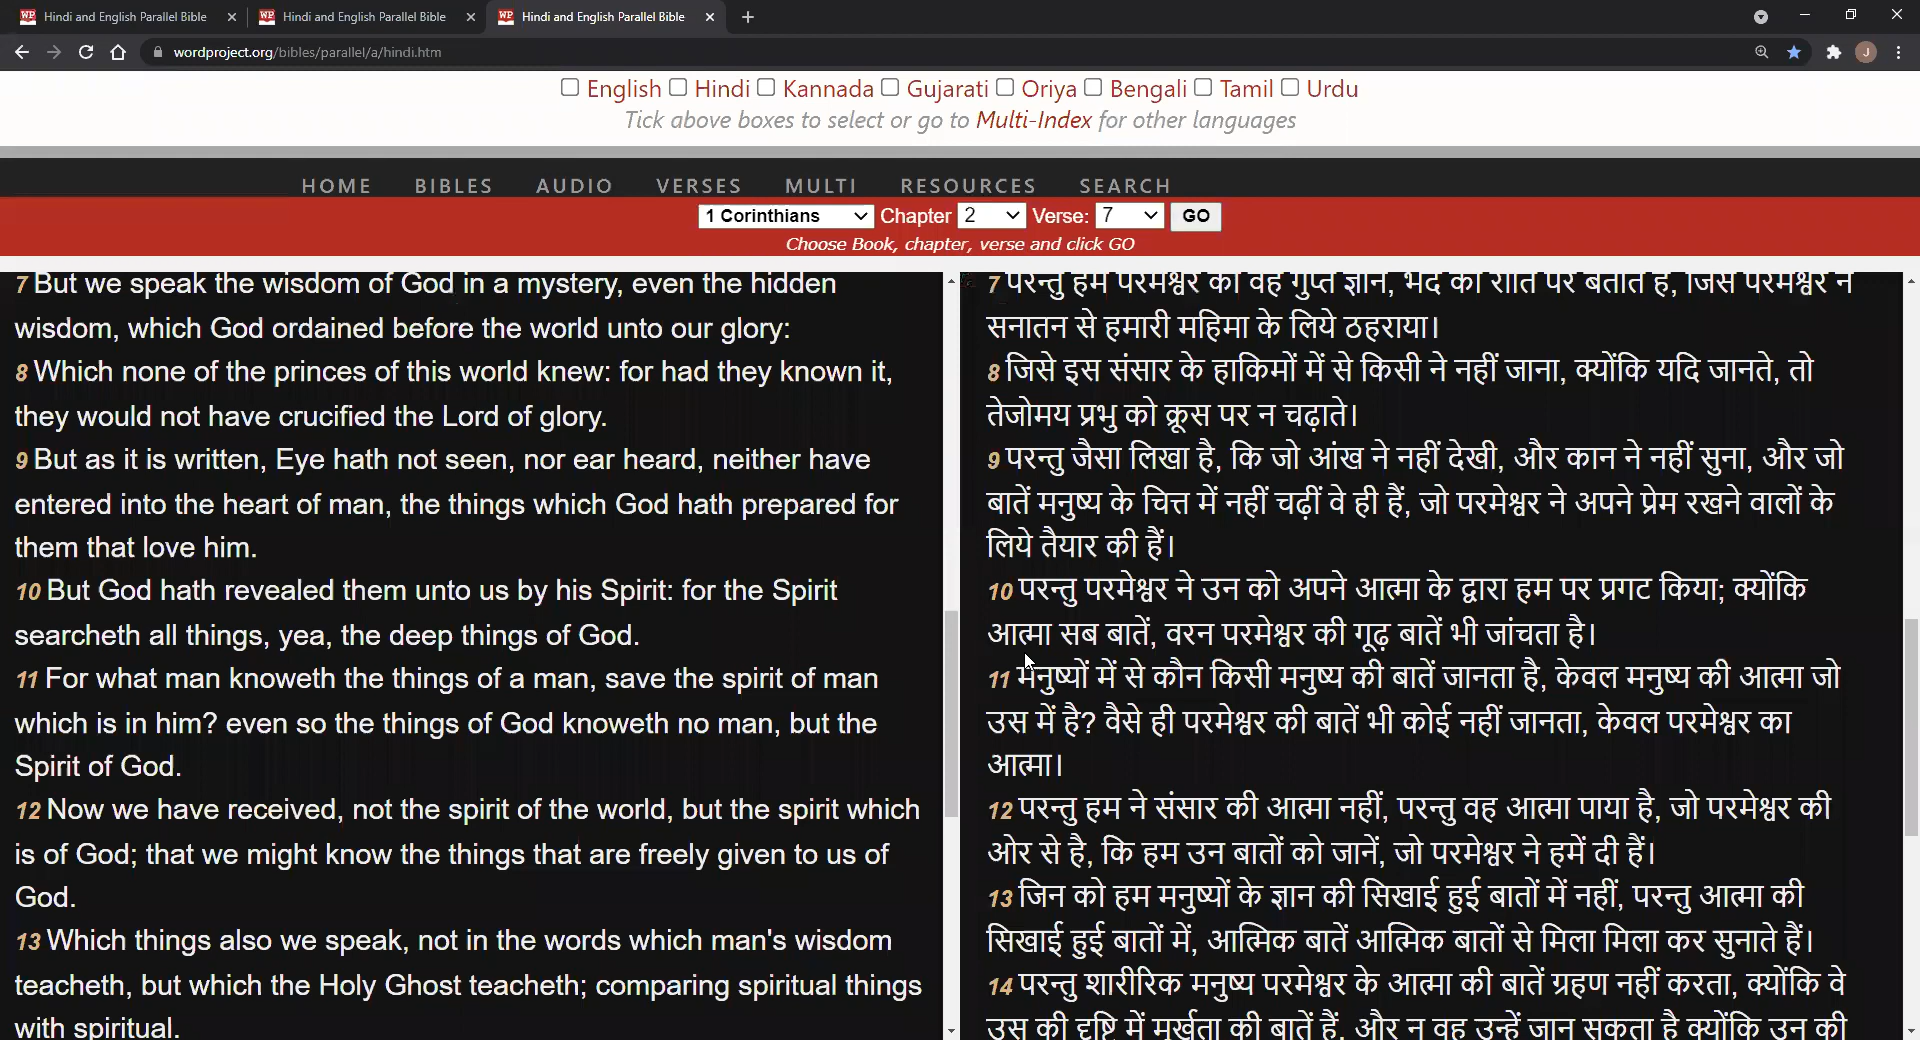 Hindi and English Parallel Bible
Hindi and English Parallel Bible
Hindi and English Parallel Bible
wordproject.org/bibles/parallel/a/hindi.htm
J
English Hindi Kannada Gujarati Oriya Bengali Tamil Urdu
Tick above boxes to select or go to Multi-Index for other languages
HOME BIBLES AUDIO VERSES MULTI RESOURCES SEARCH
1 Corinthians Chapter 2 Verse: 7 GO
Choose Book, chapter, verse and click GO
7 But we speak the wisdom of God in a mystery, even the hidden
wisdom, which God ordained before the world unto our glory:
8 Which none of the princes of this world knew: for had they known it,
they would not have crucified the Lord of glory.
9 But as it is written, Eye hath not seen, nor ear heard, neither have
entered into the heart of man, the things which God hath prepared for
them that love him.
10 But God hath revealed them unto us by his Spirit: for the Spirit
searcheth all things, yea, the deep things of God.
11 For what man knoweth the things of a man, save the spirit of man
which is in him? even so the things of God knoweth no man, but the
Spirit of God.
12 Now we have received, not the spirit of the world, but the spirit which
is of God; that we might know the things that are freely given to us of
God.
13 Which things also we speak, not in the words which man's wisdom
teacheth, but which the Holy Ghost teacheth; comparing spiritual things
with spiritual.
7 परन्तु हम परमेश्वर का वह गुप्त ज्ञान, भेद की रीति पर बताते हैं, जिसे परमेश्वर ने
सनातन से हमारी महिमा के लिये ठहराया।
8 जिसे इस संसार के हाकिमों में से किसी ने नहीं जाना, क्योंकि यदि जानते, तो
तेजोमय प्रभु को क्रूस पर न चढ़ाते।
9 परन्तु जैसा लिखा है, कि जो आंख ने नहीं देखी, और कान ने नहीं सुना, और जो
बातें मनुष्य के चित्त में नहीं चढ़ीं वे ही हैं, जो परमेश्वर ने अपने प्रेम रखने वालों के
लिये तैयार की हैं।
10 परन्तु परमेश्वर ने उन को अपने आत्मा के द्वारा हम पर प्रगट किया; क्योंकि
आत्मा सब बातें, वरन परमेश्वर की गूढ़ बातें भी जांचता है।
11 मनुष्यों में से कौन किसी मनुष्य की बातें जानता है, केवल मनुष्य की आत्मा जो
उस में है? वैसे ही परमेश्वर की बातें भी कोई नहीं जानता, केवल परमेश्वर का
आत्मा।
12 परन्तु हम ने संसार की आत्मा नहीं, परन्तु वह आत्मा पाया है, जो परमेश्वर की
ओर से है, कि हम उन बातों को जानें, जो परमेश्वर ने हमें दी हैं।
13 जिन को हम मनुष्यों के ज्ञान की सिखाई हुई बातों में नहीं, परन्तु आत्मा की
सिखाई हुई बातों में, आत्मिक बातें आत्मिक बातों से मिला मिला कर सुनाते हैं।
14 परन्तु शारीरिक मनुष्य परमेश्वर के आत्मा की बातें ग्रहण नहीं करता, क्योंकि वे
उस की दृष्टि में मूर्खता की बातें हैं, और न वह उन्हें जान सकता है क्योंकि उन की